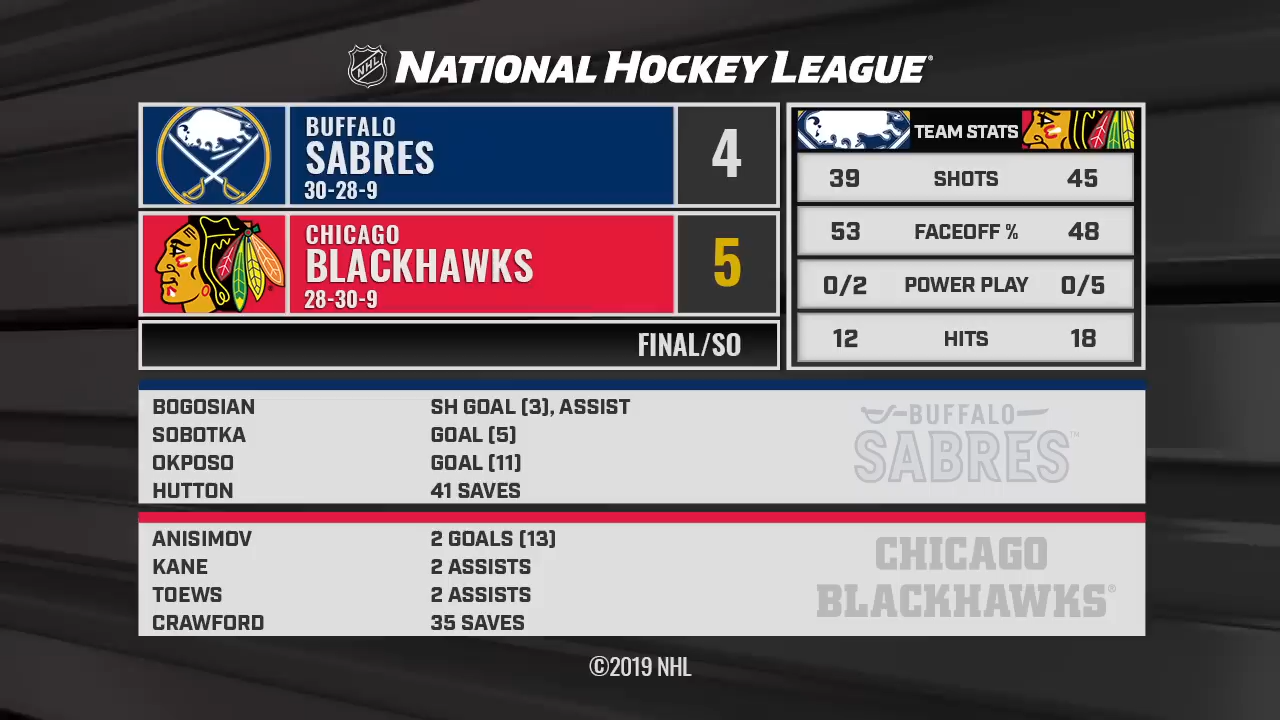 NHL NATIONAL HOCKEY LEAGUE®
BUFFALO
SABRES
30-28-9
4
CHICAGO
BLACKHAWKS
28-30-9
5
FINAL/SO
TEAM STATS
39 SHOTS 45
53 FACEOFF % 48
0/2 POWER PLAY 0/5
12 HITS 18
BOGOSIAN SH GOAL (3), ASSIST
SOBOTKA GOAL (5)
OKPOSO GOAL (11)
HUTTON 41 SAVES
BUFFALO
SABRES™
ANISIMOV 2 GOALS (13)
KANE 2 ASSISTS
TOEWS 2 ASSISTS
CRAWFORD 35 SAVES
CHICAGO
BLACKHAWKS®
©2019 NHL